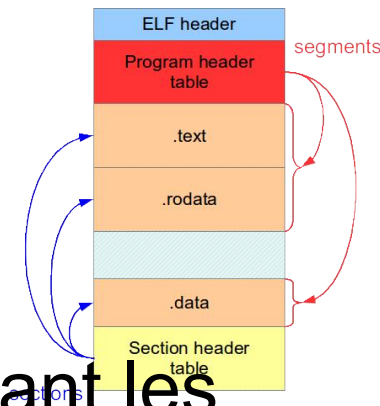 ELF header
Program header
table
segments
.text
.rodata
.data
Section header
table
sections
ant les